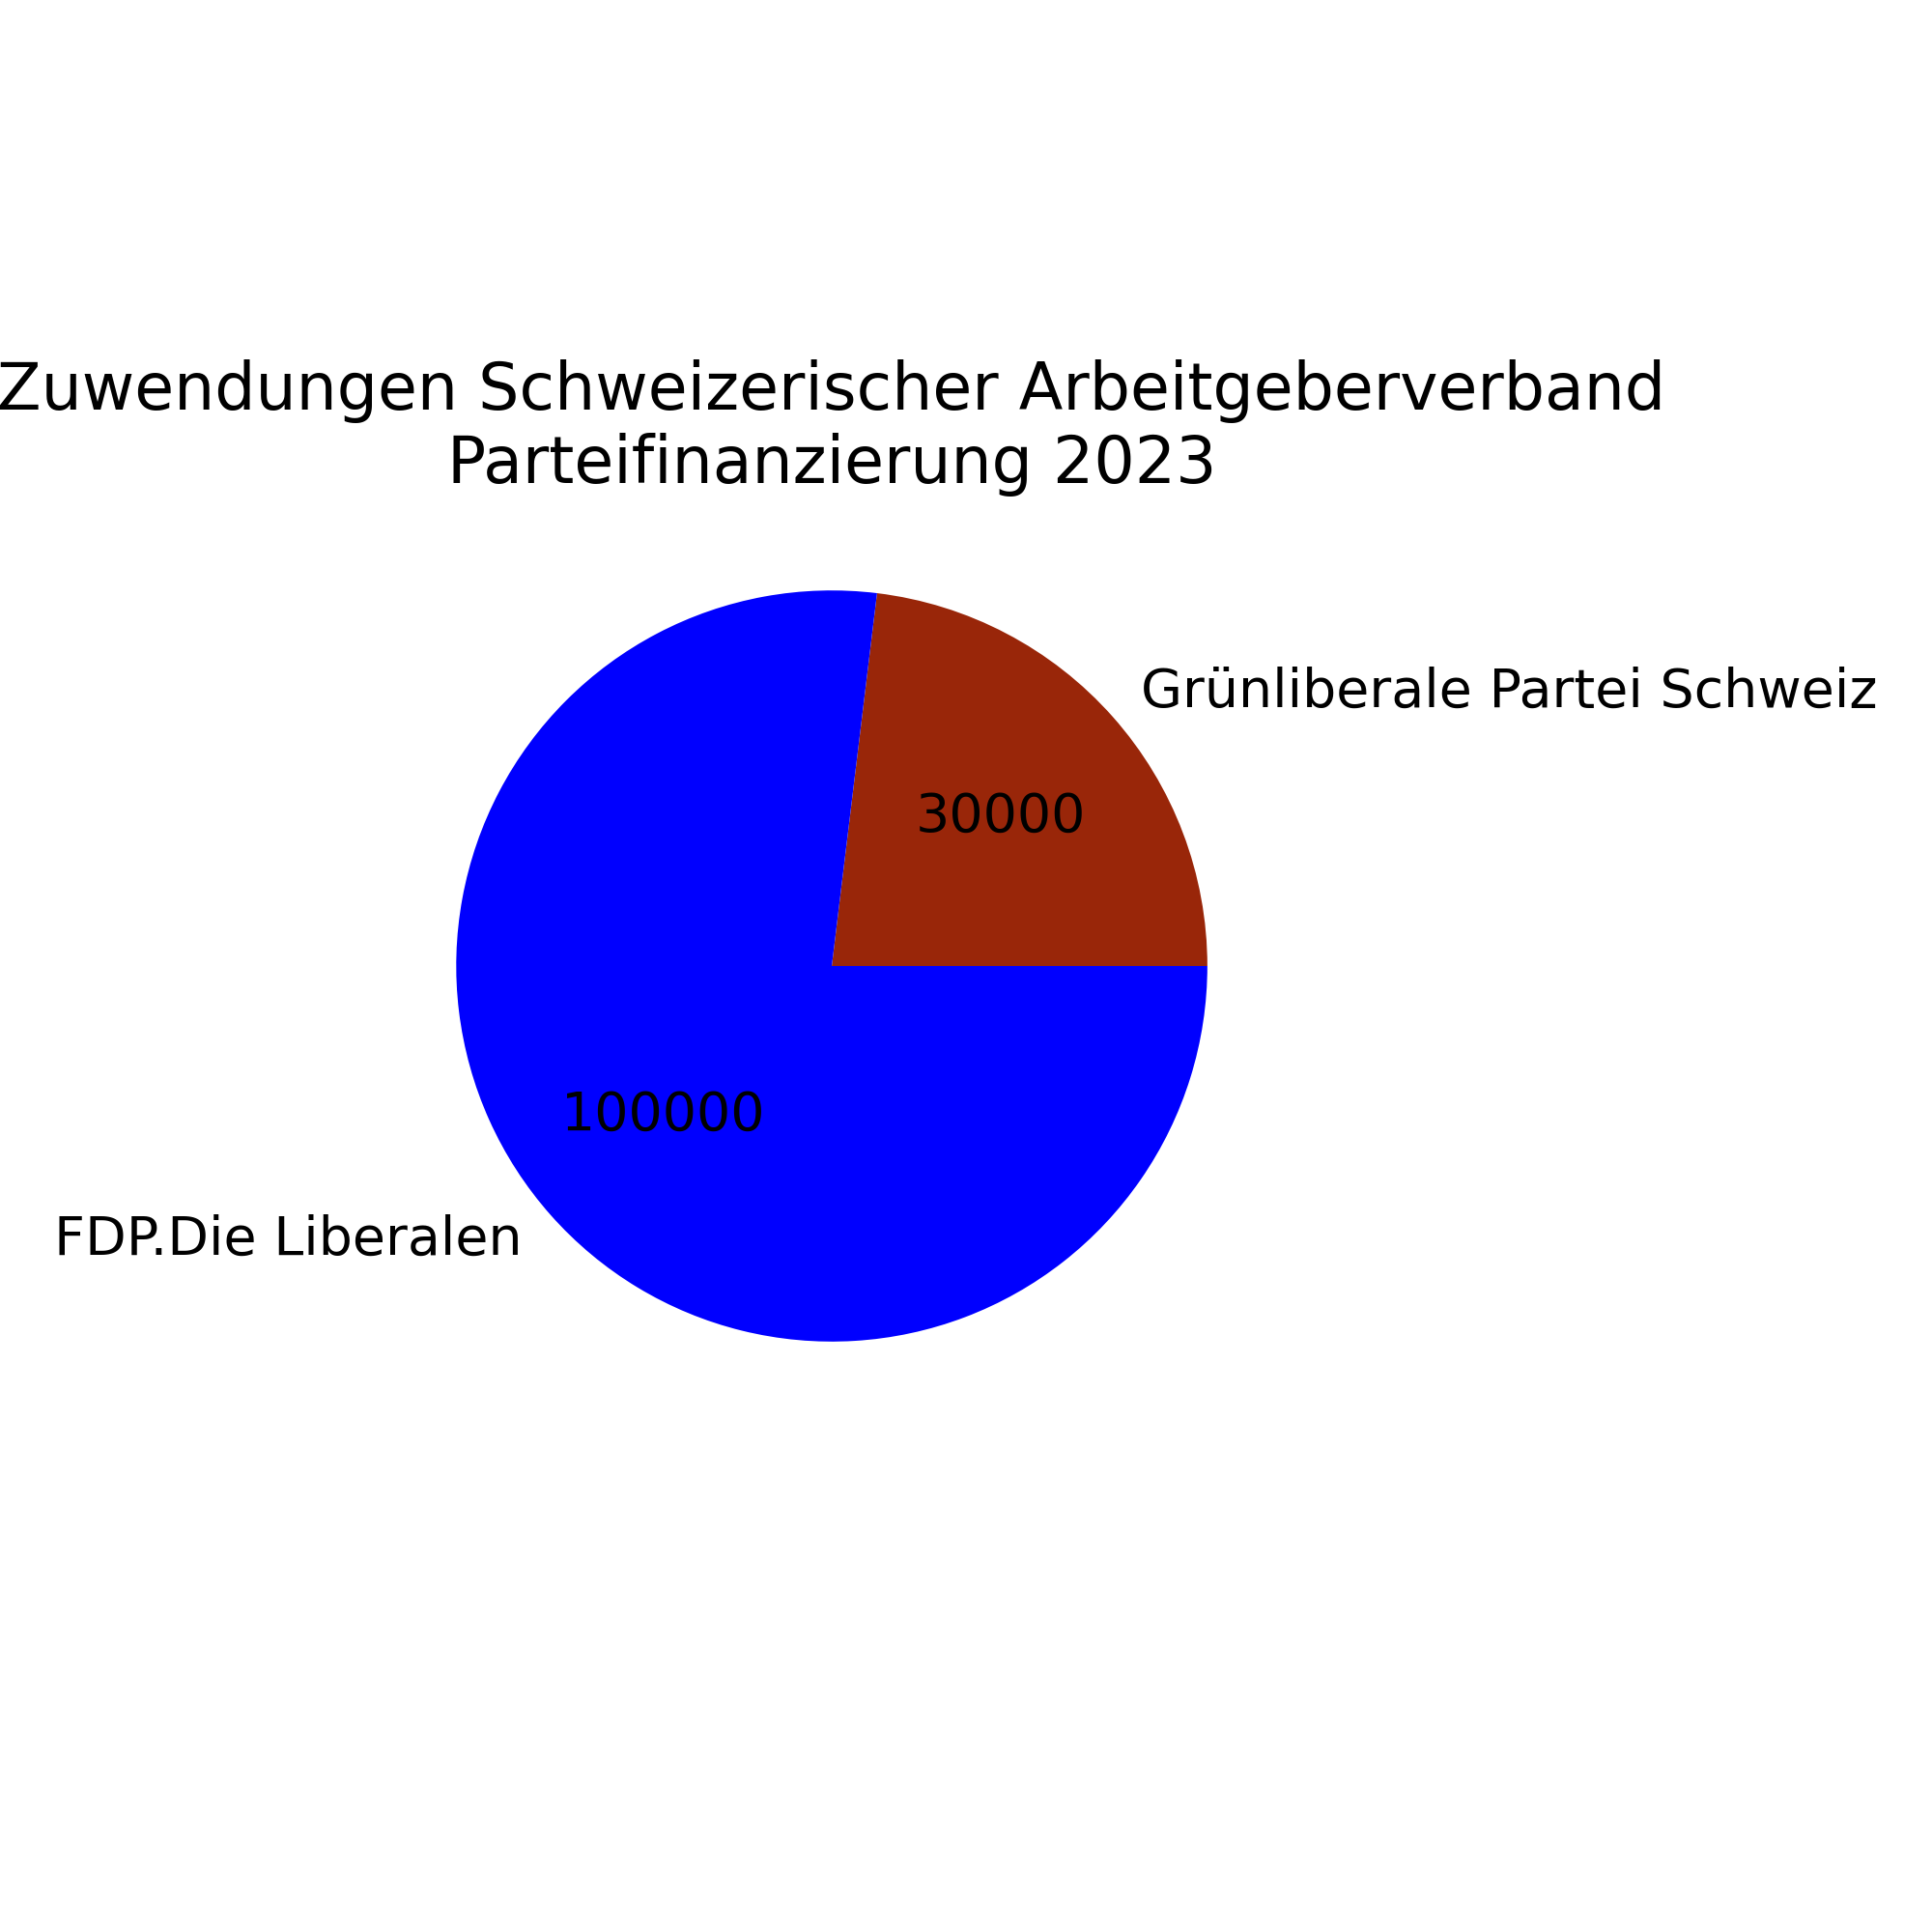 Zuwendungen Schweizerischer Arbeitgeberverband
Parteifinanzierung 2023
Grünliberale Partei Schweiz
30000
100000
FDP.Die Liberalen